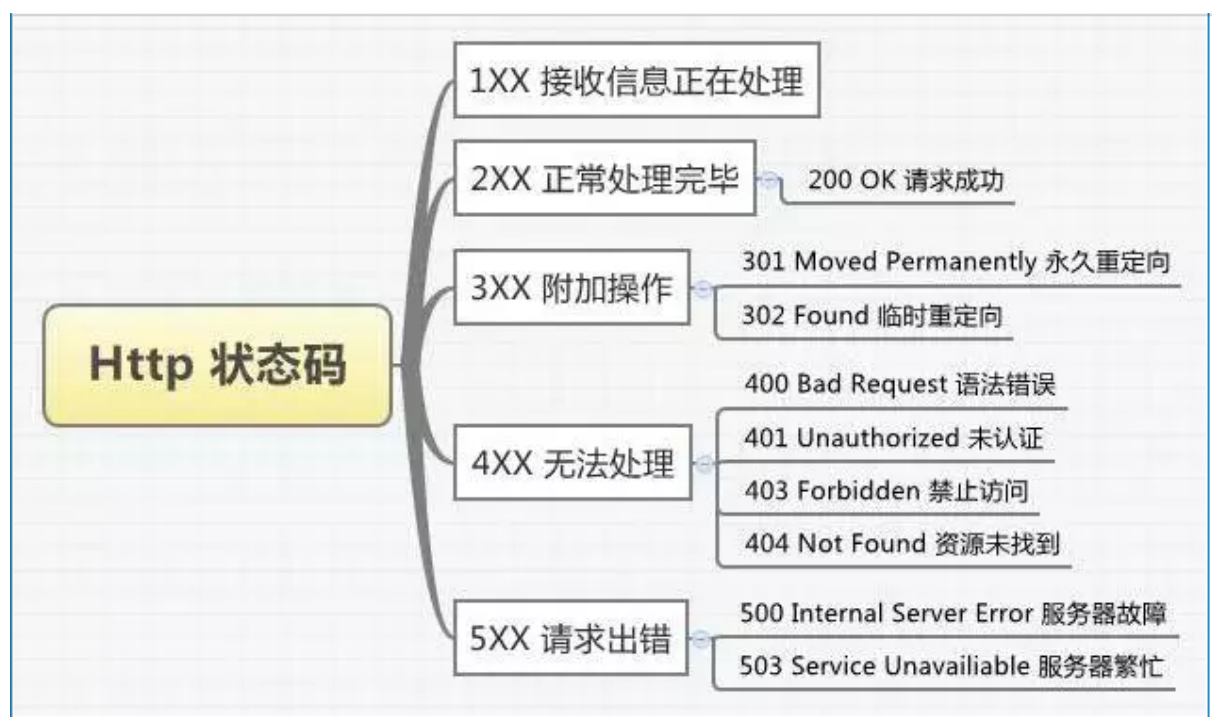 Http 状态码
1XX 接收信息正在处理
2XX 正常处理完毕
200 OK 请求成功
3XX 附加操作
301 Moved Permanently 永久重定向
302 Found 临时重定向
4XX 无法处理
400 Bad Request 语法错误
401 Unauthorized 未认证
403 Forbidden 禁止访问
404 Not Found 资源未找到
5XX 请求出错
500 Internal Server Error 服务器故障
503 Service Unavailiable 服务器繁忙